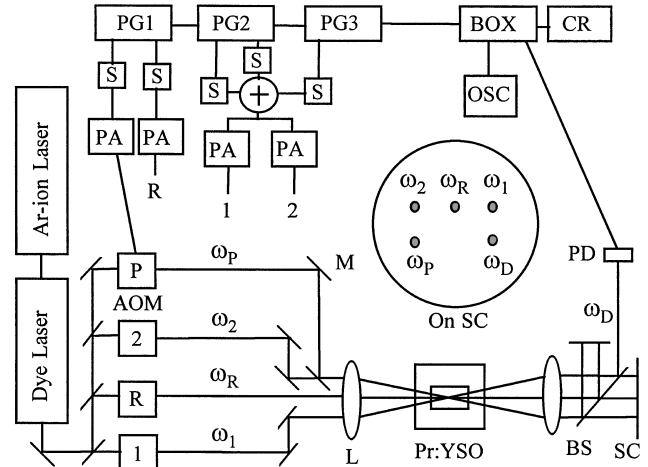 PG1 PG2 PG3 BOX CR
S S S S S
OSC
PA PA PA PA
R 1 2
Ar-ion Laser
Dye Laser
ω2 ωR ω1
ωP ωD
On SC
P ωP M
AOM
PD
ωD
2 ω2
R ωR
1 ω1
L Pr:YSO BS SC